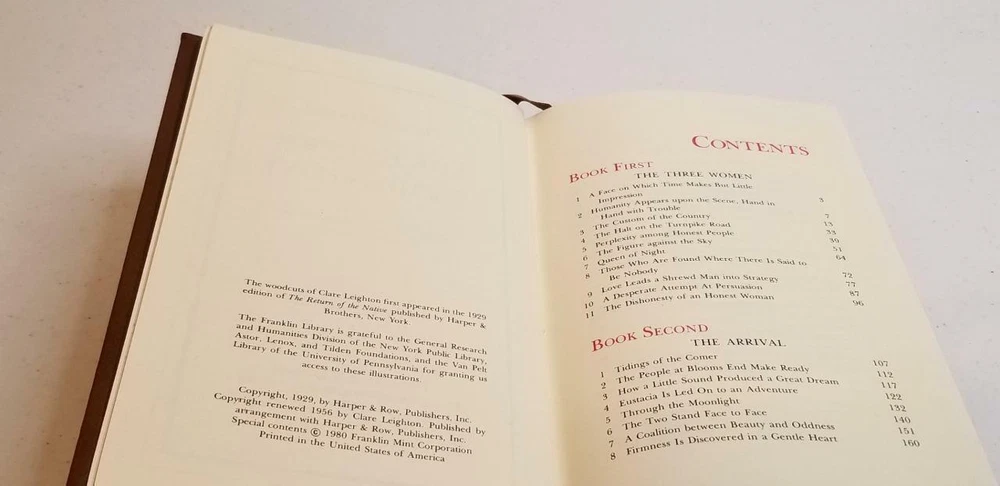 The woodcuts of Clare Leighton first appeared in the 1929
edition of The Return of the Native published by Harper &
Brothers, New York.
The Franklin Library is grateful to the General Research
and Humanities Division of the New York Public Library,
Astor, Lenox, and Tilden Foundations, and the Van Pelt
Library of the University of Pennsylvania for granting us
access to these illustrations.
Copyright, 1929, by Harper & Row, Publishers, Inc.
Copyright renewed 1956 by Clare Leighton. Published by
arrangement with Harper & Row, Publishers, Inc.
Special contents © 1980 Franklin Mint Corporation
Printed in the United States of America
CONTENTS
BOOK FIRST
THE THREE WOMEN
1 A Face on Which Time Makes But Little
Impression 3
2 Humanity Appears upon the Scene, Hand in
Hand with Trouble 7
3 The Custom of the Country 13
4 The Halt on the Turnpike Road 33
5 Perplexity among Honest People 39
6 The Figure against the Sky 51
7 Queen of Night 64
8 Those Who Are Found Where There Is Said to
Be Nobody 72
9 Love Leads a Shrewd Man into Strategy 77
10 A Desperate Attempt At Persuasion 87
11 The Dishonesty of an Honest Woman 96
BOOK SECOND
THE ARRIVAL
1 Tidings of the Comer 107
2 The People at Blooms End Make Ready 112
3 How a Little Sound Produced a Great Dream 117
4 Eustacia Is Led On to an Adventure 122
5 Through the Moonlight 132
6 The Two Stand Face to Face 140
7 A Coalition between Beauty and Oddness 151
8 Firmness Is Discovered in a Gentle Heart 160